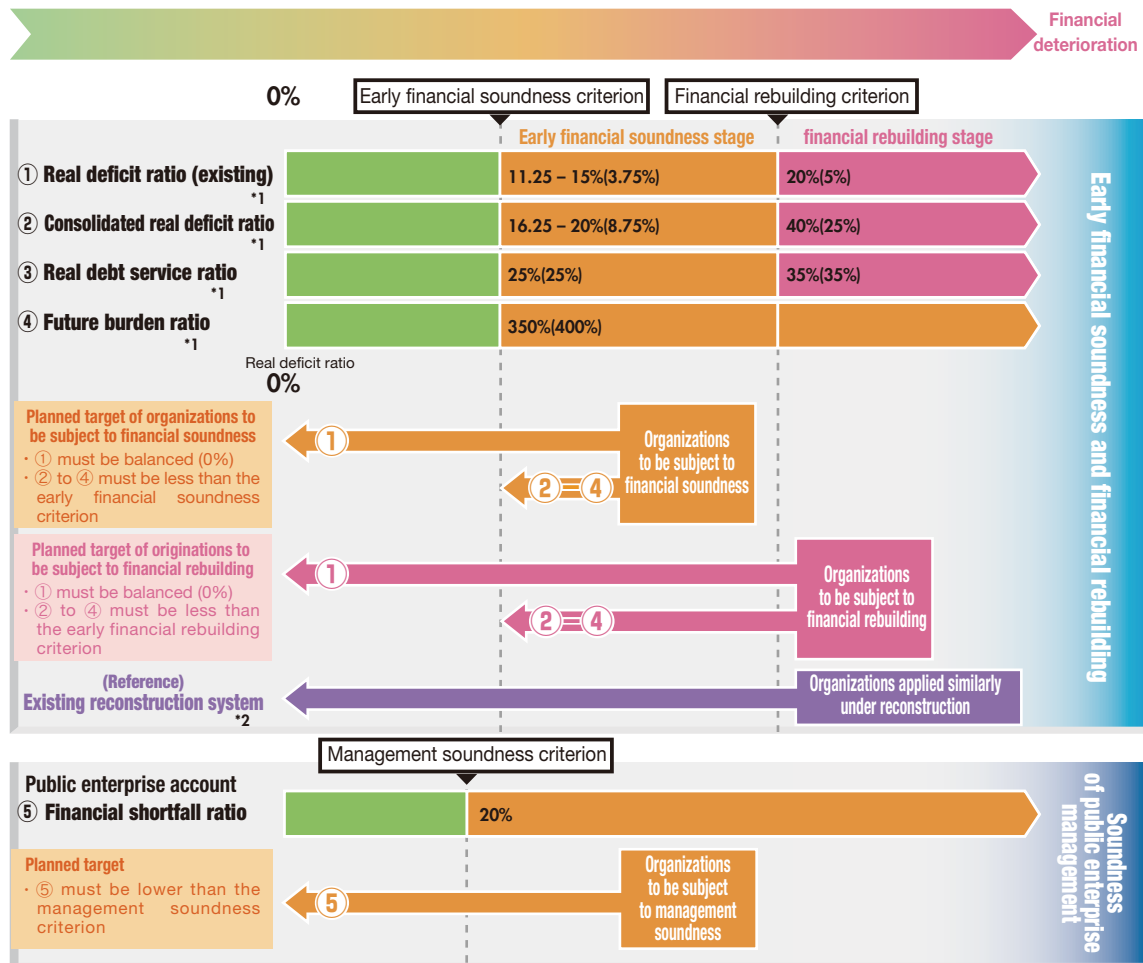 Financial
deterioration
0%
Early financial soundness criterion
Financial rebuilding criterion
Early financial soundness stage
financial rebuilding stage
① Real deficit ratio (existing)
*1
11.25 – 15%(3.75%)
20%(5%)
② Consolidated real deficit ratio
*1
16.25 – 20%(8.75%)
40%(25%)
③ Real debt service ratio
*1
25%(25%)
35%(35%)
④ Future burden ratio
*1
350%(400%)
Real deficit ratio
0%
Planned target of organizations to
be subject to financial soundness
· ① must be balanced (0%)
· ② to ④ must be less than the
early financial soundness
criterion
①
②=④
Organizations
to be subject to
financial soundness
Planned target of originations to
be subject to financial rebuilding
· ① must be balanced (0%)
· ② to ④ must be less than
the early financial rebuilding
criterion
①
②=④
Organizations
to be subject to
financial rebuilding
(Reference)
Existing reconstruction system
*2
Organizations applied similarly
under reconstruction
Early financial soundness and financial rebuilding
Management soundness criterion
Public enterprise account
⑤ Financial shortfall ratio
20%
Planned target
· ⑤ must be lower than the
management soundness
criterion
⑤
Organizations
to be subject
to management
soundness
Soundness
of public enterprise
management